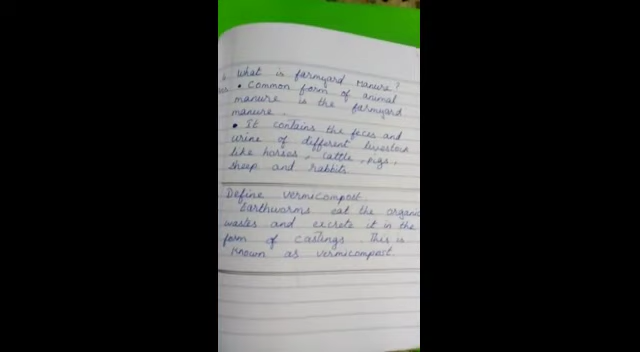 What is farmyard Manure?
• Common form of animal
manure is the farmyard
manure.
• It contains the feces and
urine of different livestock
like horses, cattle, pigs,
sheep and rabbits
Define vermicompost.
Earthworms eat the organic
wastes and excrete it in the
form of castings. This is
known as vermicompost.